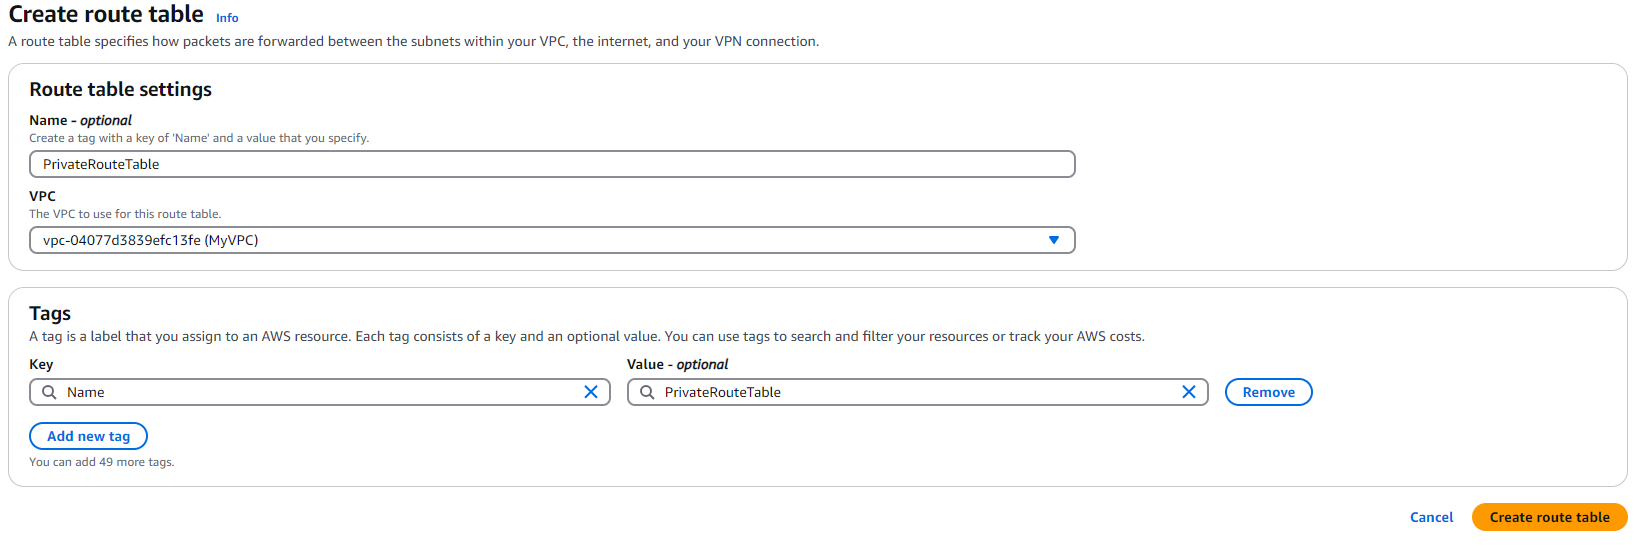 Create route table Info
A route table specifies how packets are forwarded between the subnets within your VPC, the internet, and your VPN connection.
Route table settings
Name - optional
Create a tag with a key of 'Name' and a value that you specify.
PrivateRouteTable
VPC
The VPC to use for this route table.
vpc-04077d3839efc13fe (MyVPC)
Tags
A tag is a label that you assign to an AWS resource. Each tag consists of a key and an optional value. You can use tags to search and filter your resources or track your AWS costs.
Key Value - optional
Name PrivateRouteTable Remove
Add new tag
You can add 49 more tags.
Cancel Create route table